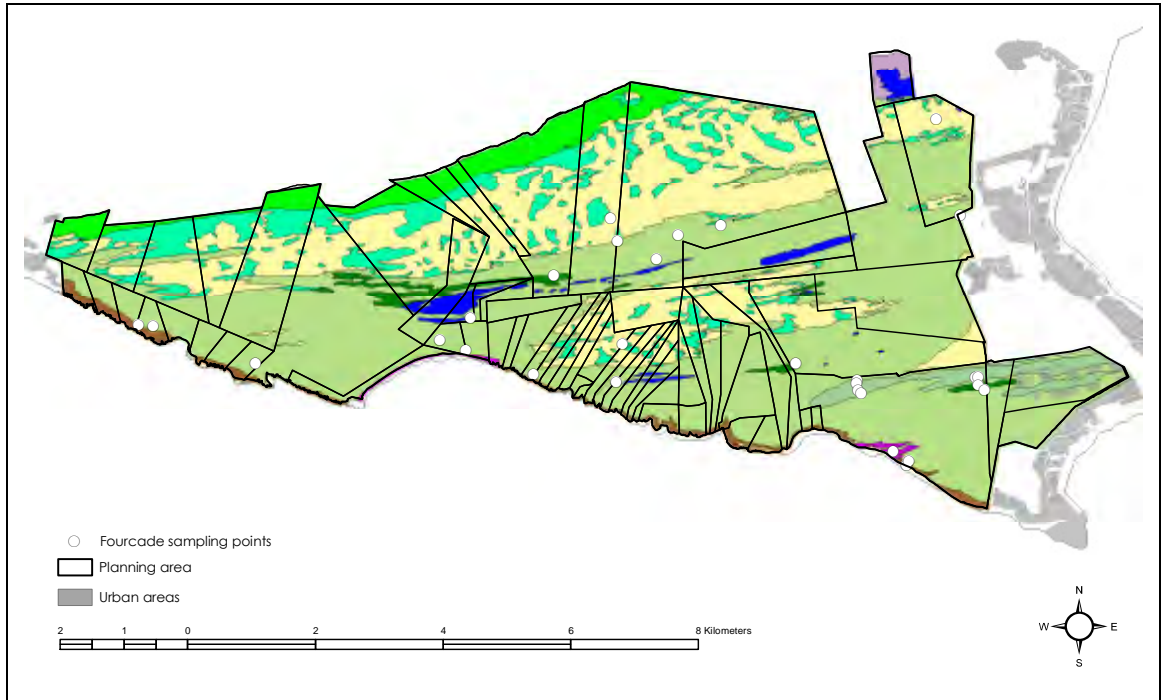 Fourcade sampling points
Planning area
Urban areas
2 1 0 2 4 6 8 Kilometers
N
W E
S